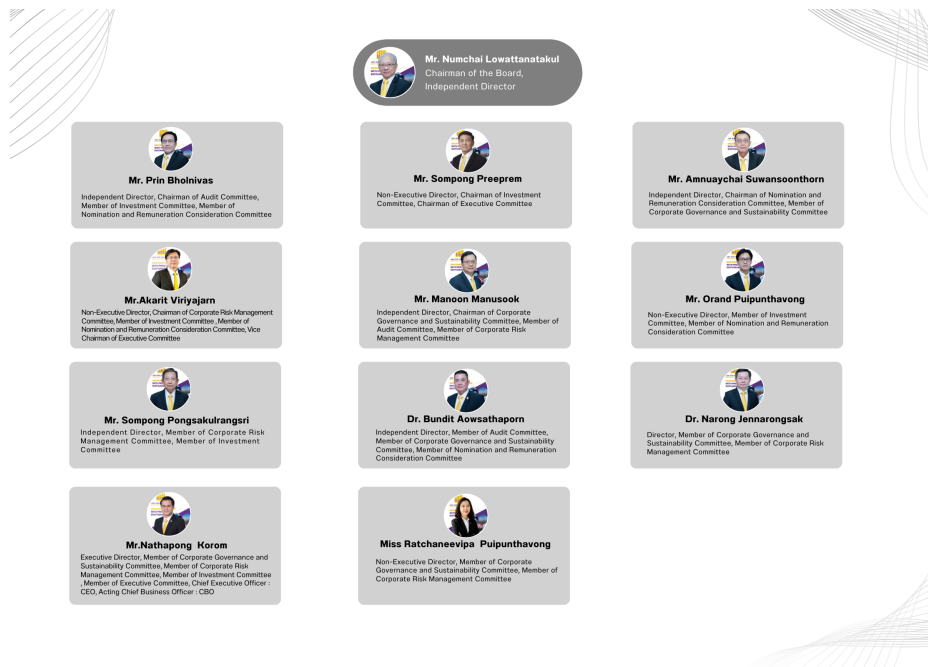 Mr. Numchai Lowattanatakul
Chairman of the Board,
Independent Director
Mr. Prin Bholnivas
Independent Director, Chairman of Audit Committee,
Member of Investment Committee, Member of
Nomination and Remuneration Consideration Committee
Mr. Sompong Preeprem
Non-Executive Director, Chairman of Investment
Committee, Chairman of Executive Committee
Mr. Amnuaychai Suwansoonthorn
Independent Director, Chairman of Nomination and
Remuneration Consideration Committee, Member of
Corporate Governance and Sustainability Committee
Mr.Akarit Viriyajarn
Non-Executive Director, Chairman of Corporate Risk Management
Committee, Member of Investment Committee , Member of
Nomination and Remuneration Consideration Committee, Vice
Chairman of Executive Committee
Mr. Manoon Manusook
Independent Director, Chairman of Corporate
Governance and Sustainability Committee, Member of
Audit Committee, Member of Corporate Risk
Management Committee
Mr. Orand Puipunthavong
Non-Executive Director, Member of Investment
Committee, Member of Nomination and Remuneration
Consideration Committee
Mr. Sompong Pongsakulrangsri
Independent Director, Member of Corporate Risk
Management Committee, Member of Investment
Committee
Dr. Bundit Aowsathaporn
Independent Director, Member of Audit Committee,
Member of Corporate Governance and Sustainability
Committee, Member of Nomination and Remuneration
Consideration Committee
Dr. Narong Jennarongsak
Director, Member of Corporate Governance and
Sustainability Committee, Member of Corporate Risk
Management Committee
Mr.Nathapong Korom
Executive Director, Member of Corporate Governance and
Sustainability Committee, Member of Corporate Risk
Management Committee, Member of Investment Committee
, Member of Executive Committee, Chief Executive Officer :
CEO, Acting Chief Business Officer : CBO
Miss Ratchaneevipa Puipunthavong
Non-Executive Director, Member of Corporate
Governance and Sustainability Committee, Member of
Corporate Risk Management Committee